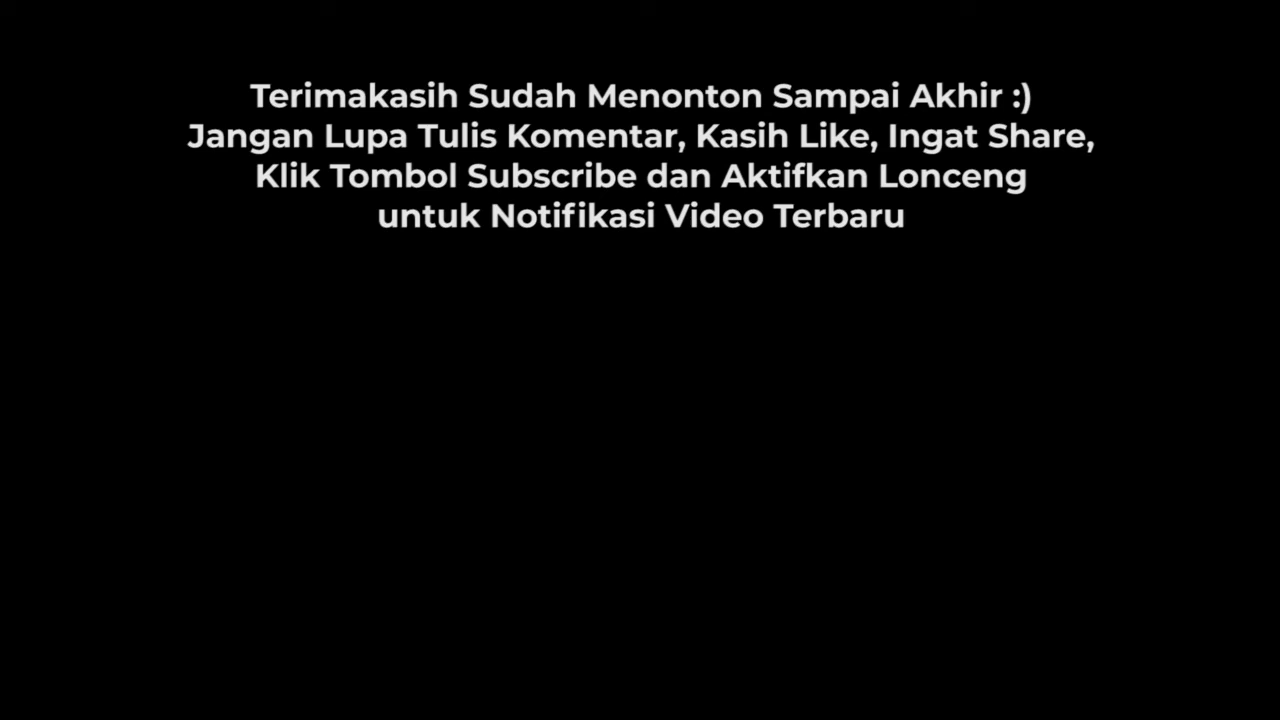 Terimakasih Sudah Menonton Sampai Akhir :)
Jangan Lupa Tulis Komentar, Kasih Like, Ingat Share,
Klik Tombol Subscribe dan Aktifkan Lonceng
untuk Notifikasi Video Terbaru